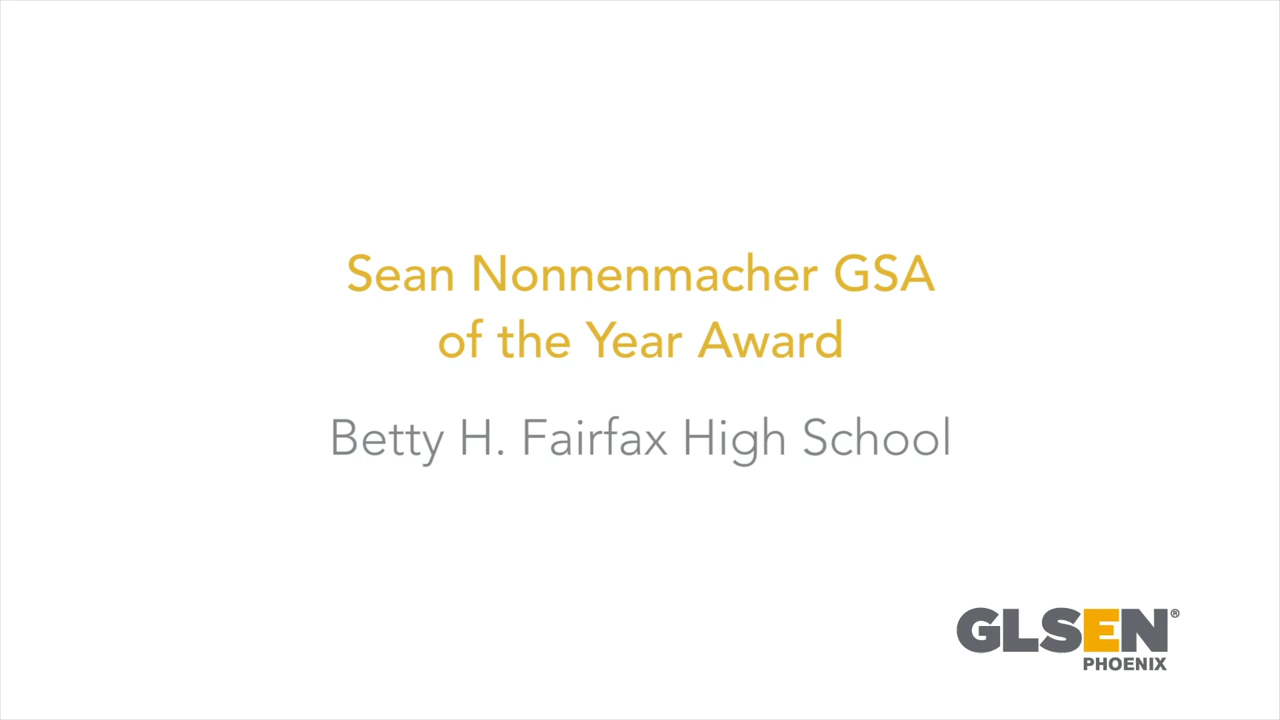 Sean Nonnenmacher GSA
of the Year Award
Betty H. Fairfax High School
GLSEN®
PHOENIX